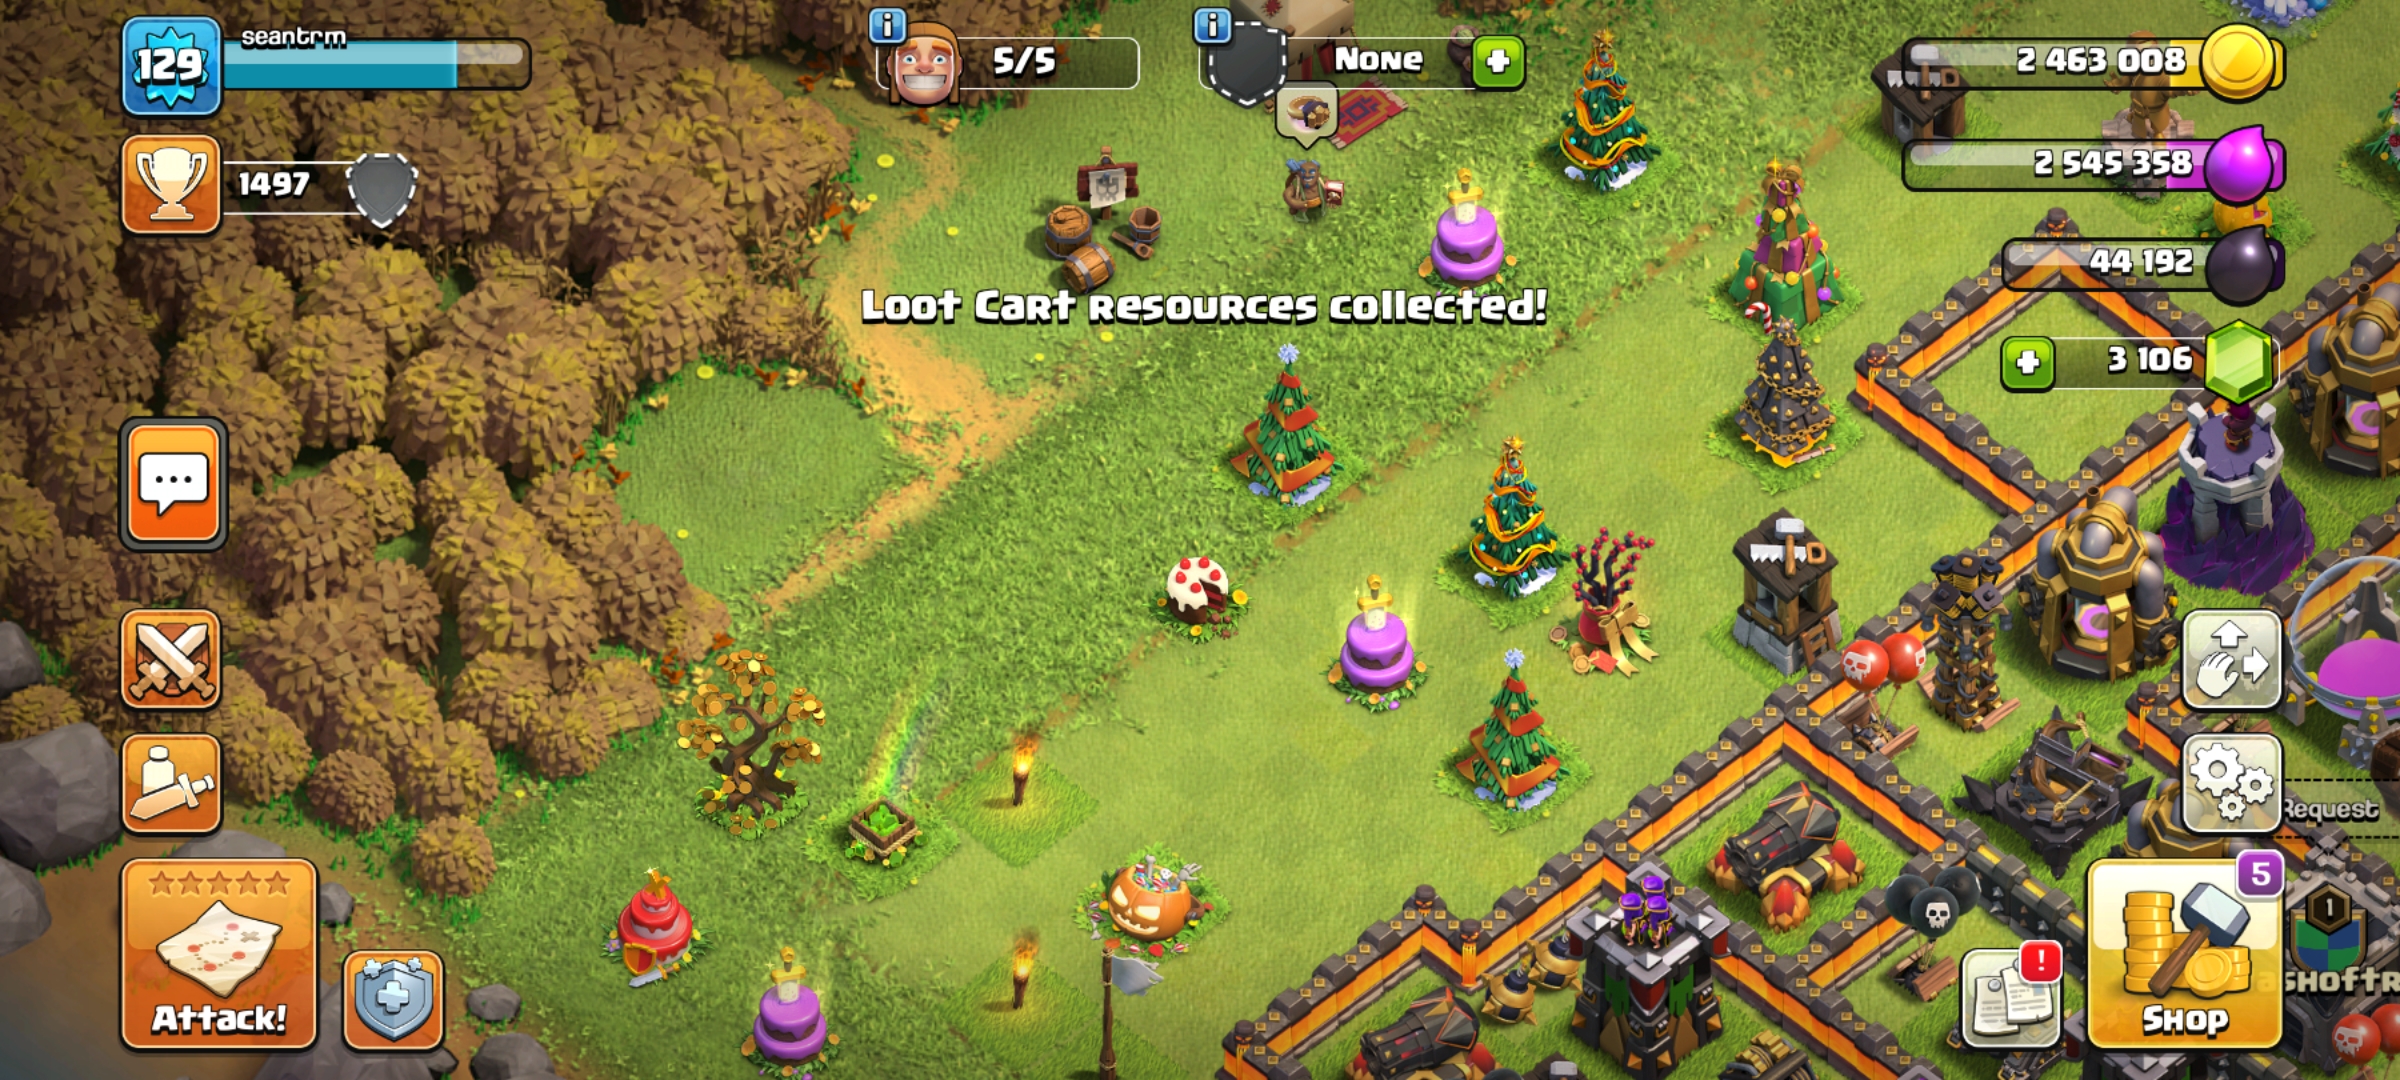 129
seantrm
5/5
None
2 463 008
1497
2 545 358
44 192
Loot Cart resources collected!
3 106
Request
5
1
Attack!
!
Shop